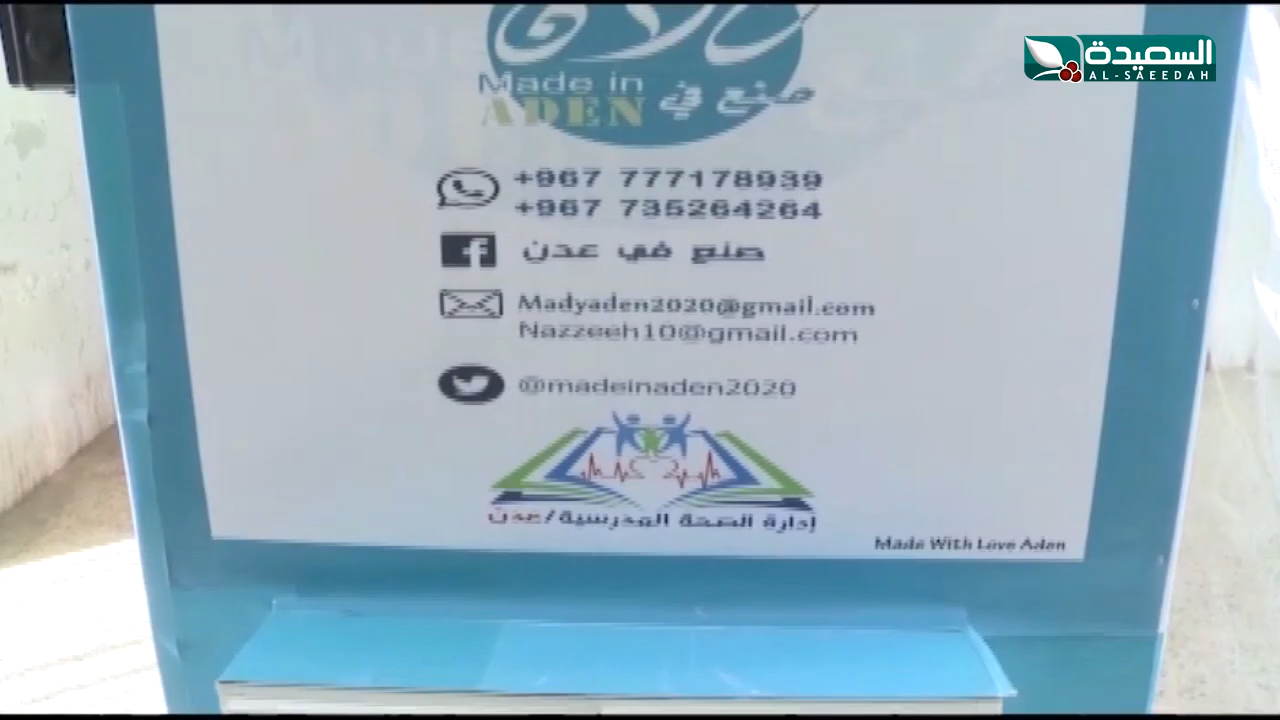 السعيدة
AL-SAEEDAH
Made in
ADEN
صنع في
+967 777178939
+967 735264264
صنع في عدن
Madyaden2020@gmail.com
Nazzeeh10@gmail.com
@madeinaden2020
إدارة الصحة المدرسية/عدن
Made With Love Aden